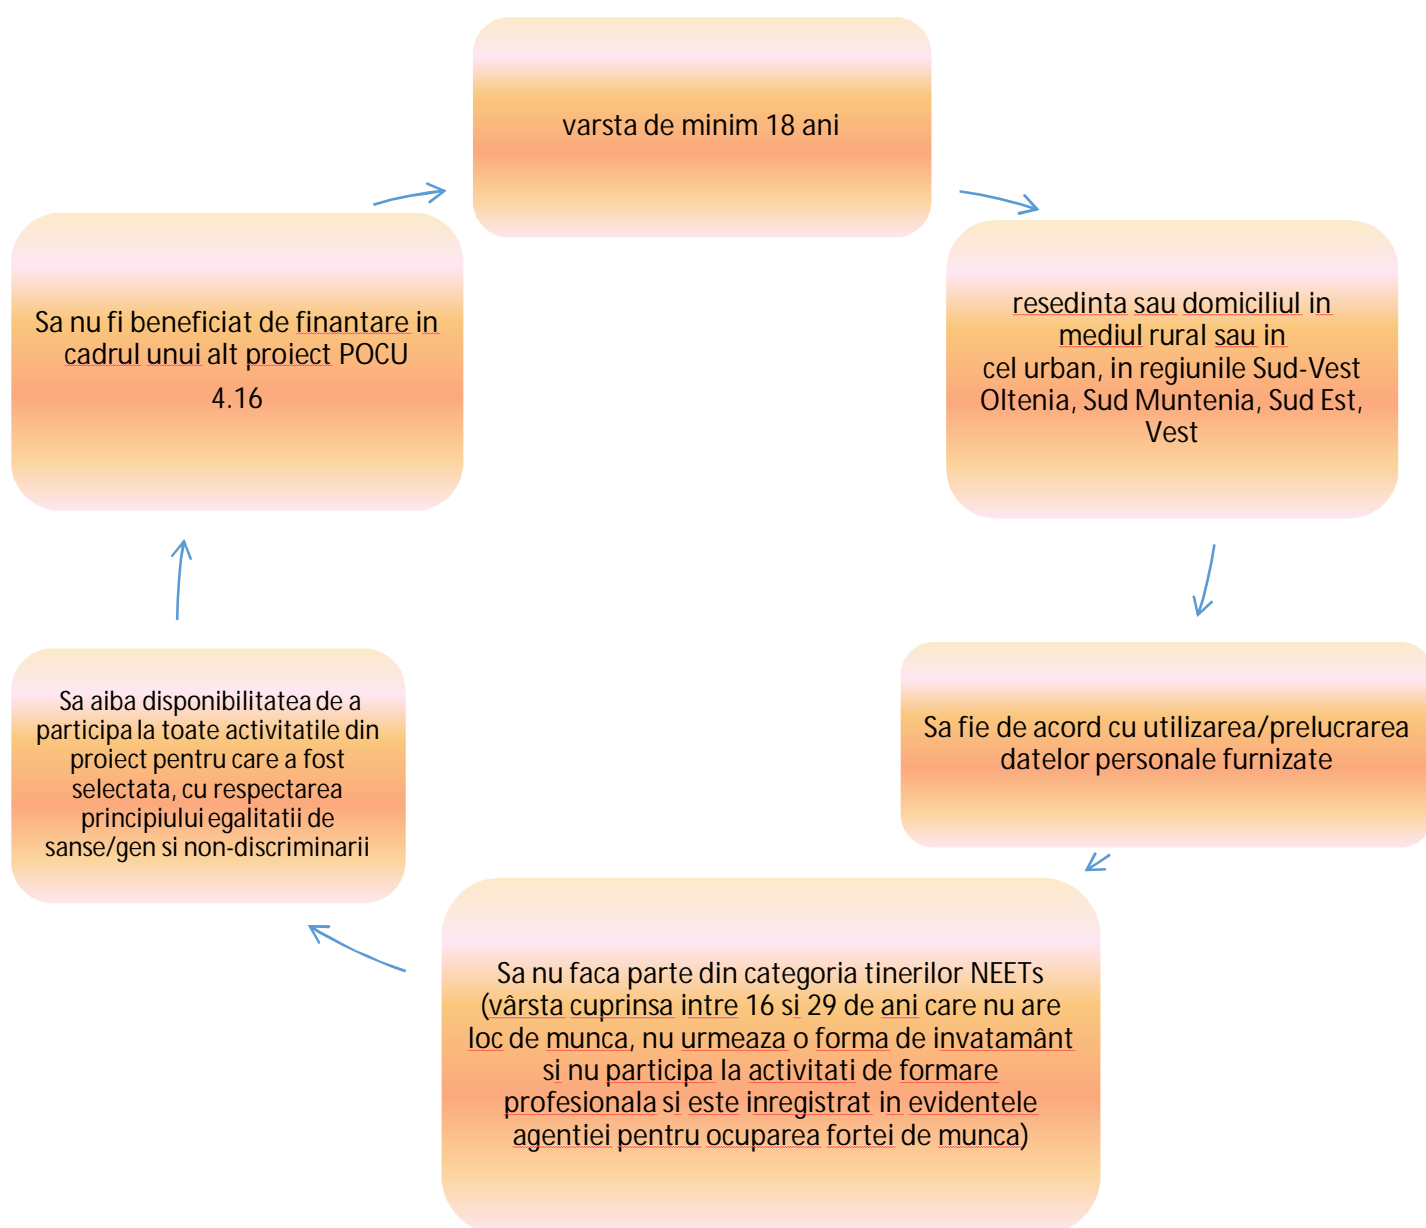 varsta de minim 18 ani
resedinta sau domiciliul in
mediul rural sau in
cel urban, in regiunile Sud-Vest
Oltenia, Sud Muntenia, Sud Est,
Vest
Sa fie de acord cu utilizarea/prelucrarea
datelor personale furnizate
Sa nu faca parte din categoria tinerilor NEETs
(vârsta cuprinsa intre 16 si 29 de ani care nu are
loc de munca, nu urmeaza o forma de invatamânt
si nu participa la activitati de formare
profesionala si este inregistrat in evidentele
agentiei pentru ocuparea fortei de munca)
Sa aiba disponibilitatea de a
participa la toate activitatile din
proiect pentru care a fost
selectata, cu respectarea
principiului egalitatii de
sanse/gen si non-discriminarii
Sa nu fi beneficiat de finantare in
cadrul unui alt proiect POCU
4.16